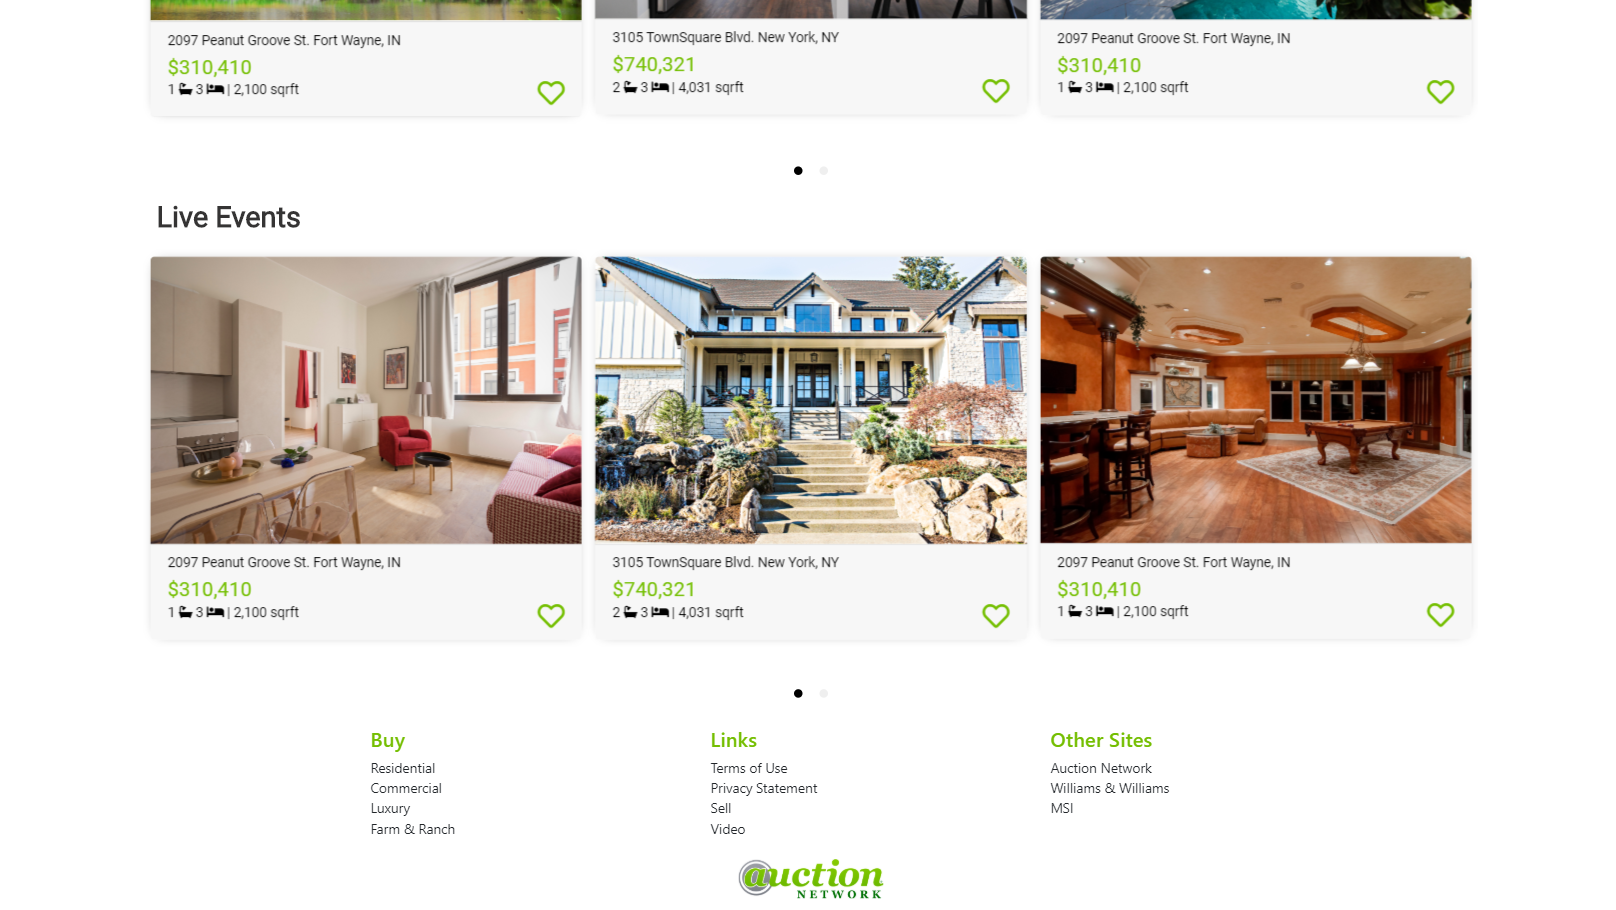 2097 Peanut Groove St. Fort Wayne, IN
$310,410
1 3 | 2,100 sqrft
3105 TownSquare Blvd. New York, NY
$740,321
2 3 | 4,031 sqrft
2097 Peanut Groove St. Fort Wayne, IN
$310,410
1 3 | 2,100 sqrft
Live Events
2097 Peanut Groove St. Fort Wayne, IN
$310,410
1 3 | 2,100 sqrft
3105 TownSquare Blvd. New York, NY
$740,321
2 3 | 4,031 sqrft
2097 Peanut Groove St. Fort Wayne, IN
$310,410
1 3 | 2,100 sqrft
Buy
Residential
Commercial
Luxury
Farm & Ranch
Links
Terms of Use
Privacy Statement
Sell
Video
Other Sites
Auction Network
Williams & Williams
MSI
auction
NETWORK